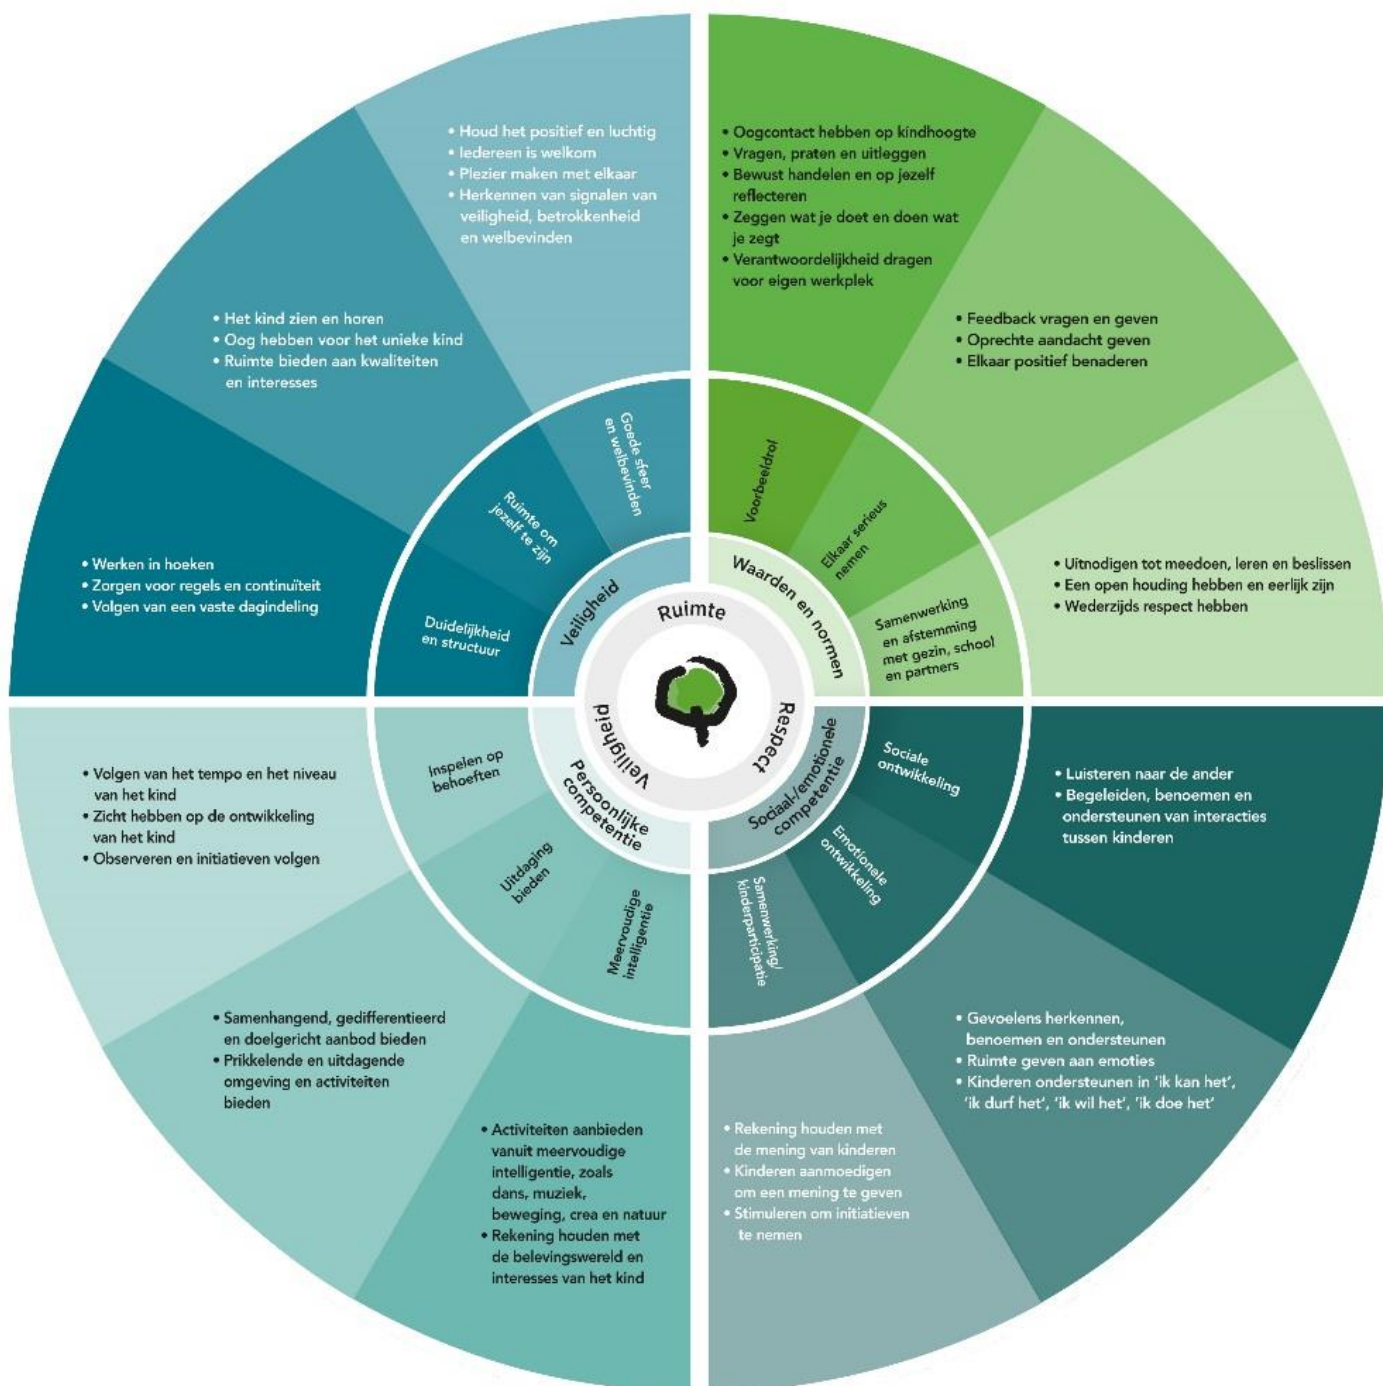 • Houd het positief en luchtig
• Iedereen is welkom
• Plezier maken met elkaar
• Herkennen van signalen van
veiligheid, betrokkenheid
en welbevinden
• Oogcontact hebben op kindhoogte
• Vragen, praten en uitleggen
• Bewust handelen en op jezelf
reflecteren
• Zeggen wat je doet en doen wat
je zegt
• Verantwoordelijkheid dragen
voor eigen werkplek
• Het kind zien en horen
• Oog hebben voor het unieke kind
• Ruimte bieden aan kwaliteiten
en interesses
• Feedback vragen en geven
• Oprechte aandacht geven
• Elkaar positief benaderen
• Werken in hoeken
• Zorgen voor regels en continuïteit
• Volgen van een vaste dagindeling
• Uitnodigen tot meedoen, leren en beslissen
• Een open houding hebben en eerlijk zijn
• Wederzijds respect hebben
Goede sfeer
en welbevinden
Ruimte om
jezelf te zijn
Duidelijkheid
en structuur
Veiligheid
Voorbeeldrol
Elkaar serieus
nemen
Samenwerking
en afstemming
met gezin, school
en partners
Waarden en normen
Ruimte
Respect
Veiligheid
Inspelen op
behoeften
Uitdaging
bieden
Meervoudige
intelligentie
Persoonlijke
competentie
Sociaal-/emotionele
competentie
Sociale
ontwikkeling
Emotionele
ontwikkeling
Samenwerking/
kinderparticipatie
• Volgen van het tempo en het niveau
van het kind
• Zicht hebben op de ontwikkeling
van het kind
• Observeren en initiatieven volgen
• Luisteren naar de ander
• Begeleiden, benoemen en
ondersteunen van interacties
tussen kinderen
• Samenhangend, gedifferentieerd
en doelgericht aanbod bieden
• Prikkelende en uitdagende
omgeving en activiteiten
bieden
• Gevoelens herkennen,
benoemen en ondersteunen
• Ruimte geven aan emoties
• Kinderen ondersteunen in ‘ik kan het’,
‘ik durf het’, ‘ik wil het’, ‘ik doe het’
• Activiteiten aanbieden
vanuit meervoudige
intelligentie, zoals
dans, muziek,
beweging, crea en natuur
• Rekening houden met
de belevingswereld en
interesses van het kind
• Rekening houden met
de mening van kinderen
• Kinderen aanmoedigen
om een mening te geven
• Stimuleren om initiatieven
te nemen